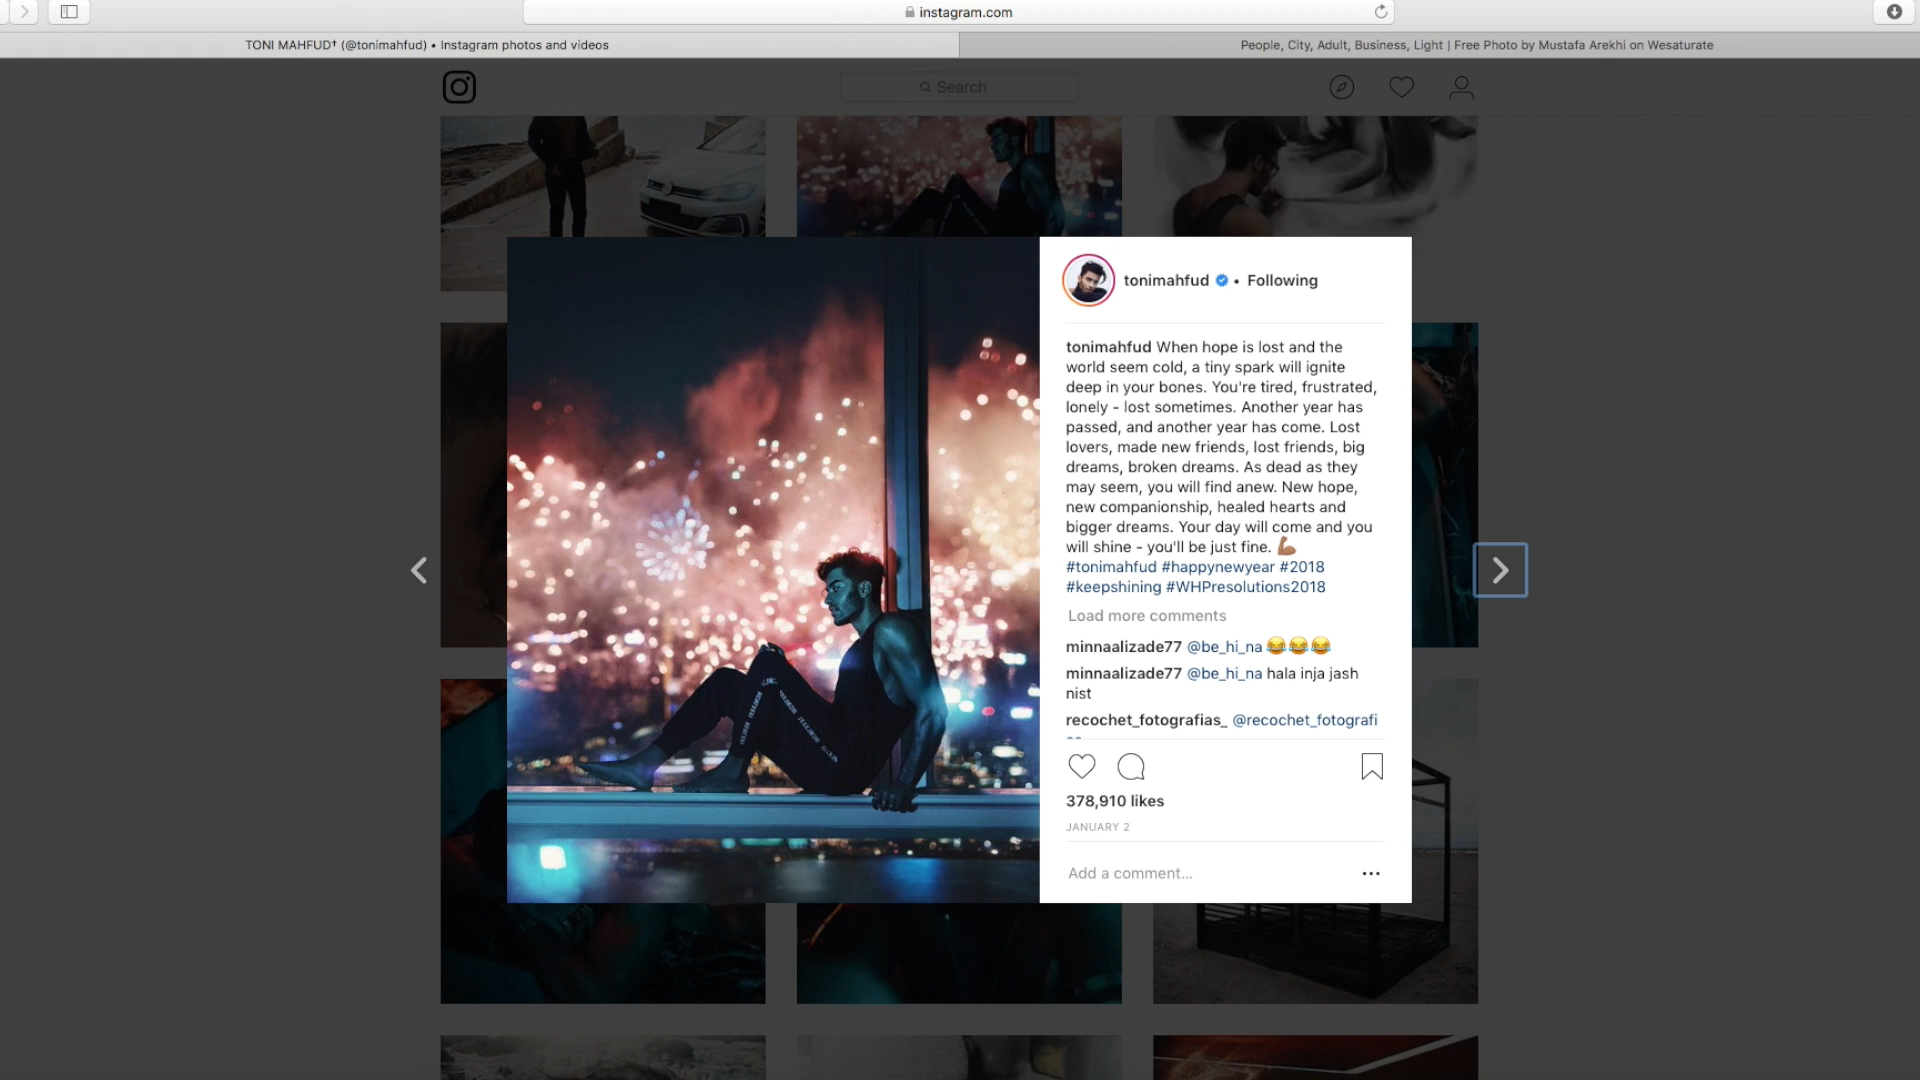 instagram.com
TONI MAHFUD† (@tonimahfud) • Instagram photos and videos
People, City, Adult, Business, Light | Free Photo by Mustafa Arekhi on Wesaturate
Search
tonimahfud • Following
tonimahfud When hope is lost and the
world seem cold, a tiny spark will ignite
deep in your bones. You're tired, frustrated,
lonely - lost sometimes. Another year has
passed, and another year has come. Lost
lovers, made new friends, lost friends, big
dreams, broken dreams. As dead as they
may seem, you will find anew. New hope,
new companionship, healed hearts and
bigger dreams. Your day will come and you
will shine - you'll be just fine. 💪🏽
#tonimahfud #happynewyear #2018
#keepshining #WHPresolutions2018
Load more comments
minnaalizade77 @be_hi_na 😂😂😂
minnaalizade77 @be_hi_na hala inja jash
nist
recochet_fotografias_ @recochet_fotografi
378,910 likes
JANUARY 2
Add a comment...